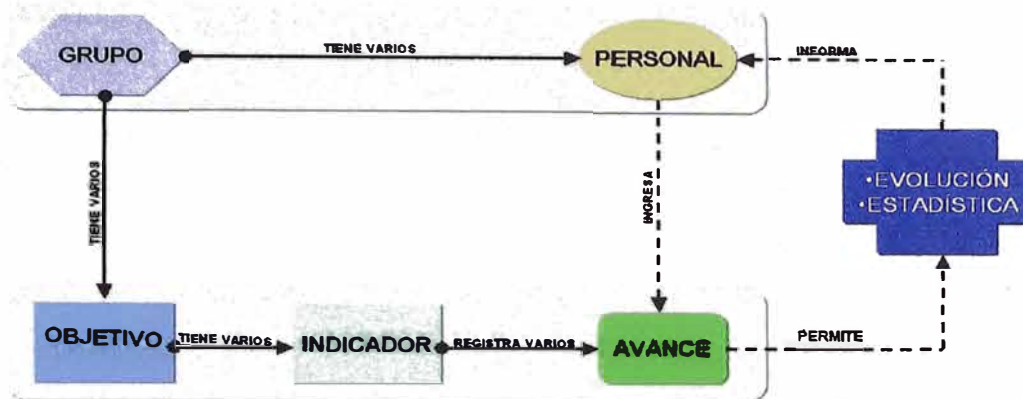 GRUPO
TIENE VARIOS
PERSONAL
INFORMA
TIENE VARIOS
INGRESA
•EVOLUCIÓN
•ESTADÍSTICA
OBJETIVO
TIENE VARIOS
INDICADOR
REGISTRA VARIOS
AVANCE
PERMITE